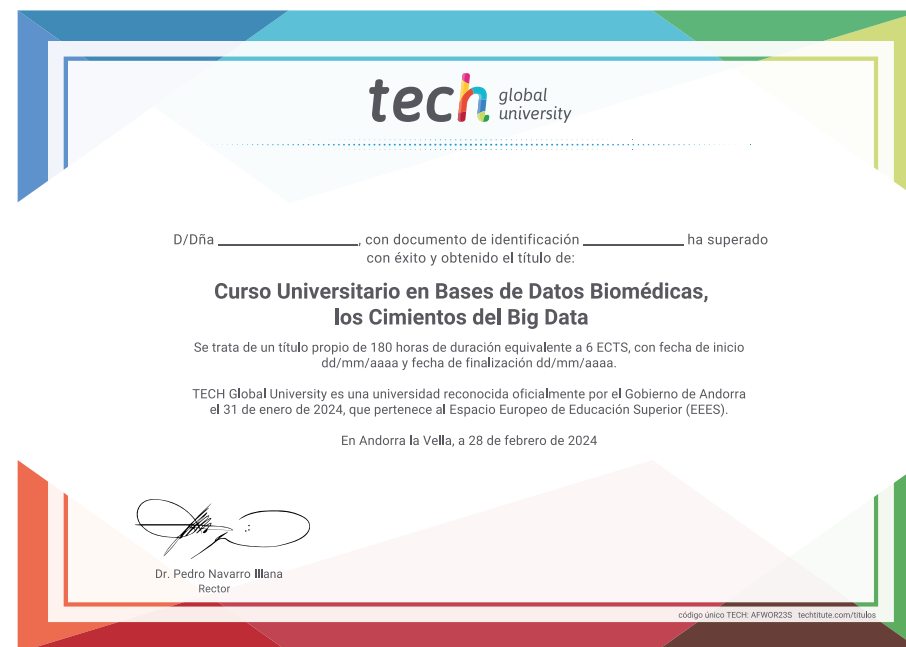 tech global university
D/Dña ____________, con documento de identificación ____________ ha superado
con éxito y obtenido el título de:
Curso Universitario en Bases de Datos Biomédicas,
los Cimientos del Big Data
Se trata de un título propio de 180 horas de duración equivalente a 6 ECTS, con fecha de inicio
dd/mm/aaaa y fecha de finalización dd/mm/aaaa.
TECH Global University es una universidad reconocida oficialmente por el Gobierno de Andorra
el 31 de enero de 2024, que pertenece al Espacio Europeo de Educación Superior (EEES).
En Andorra la Vella, a 28 de febrero de 2024
Dr. Pedro Navarro Illana
Rector
código único TECH: AFWOR23S techtitute.com/titulos